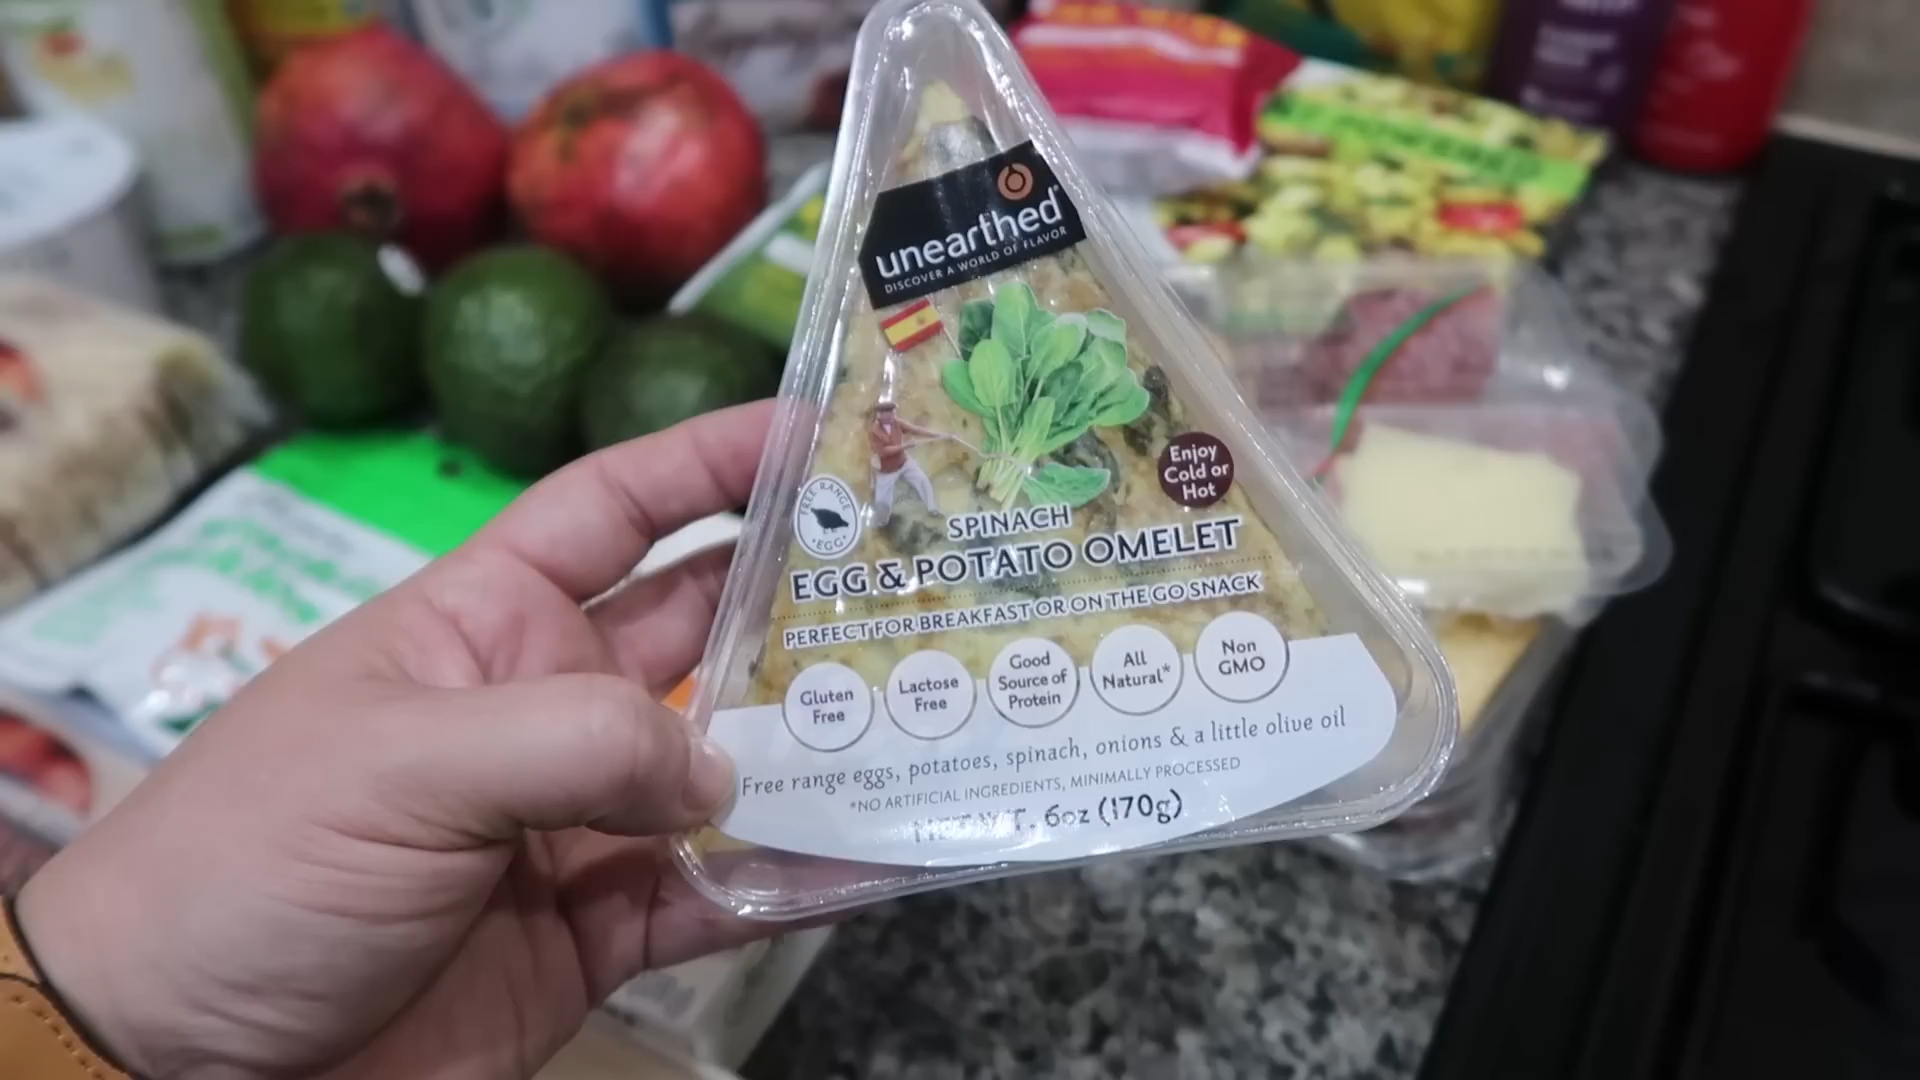 unearthed
DISCOVER A WORLD OF FLAVOR
Enjoy
Cold or
Hot
FREE RANGE
EGG
SPINACH
EGG & POTATO OMELET
PERFECT FOR BREAKFAST OR ON THE GO SNACK
Gluten
Free
Lactose
Free
Good
Source of
Protein
All
Natural*
Non
GMO
Free range eggs, potatoes, spinach, onions & a little olive oil
*NO ARTIFICIAL INGREDIENTS, MINIMALLY PROCESSED
NET WT. 6oz (170g)